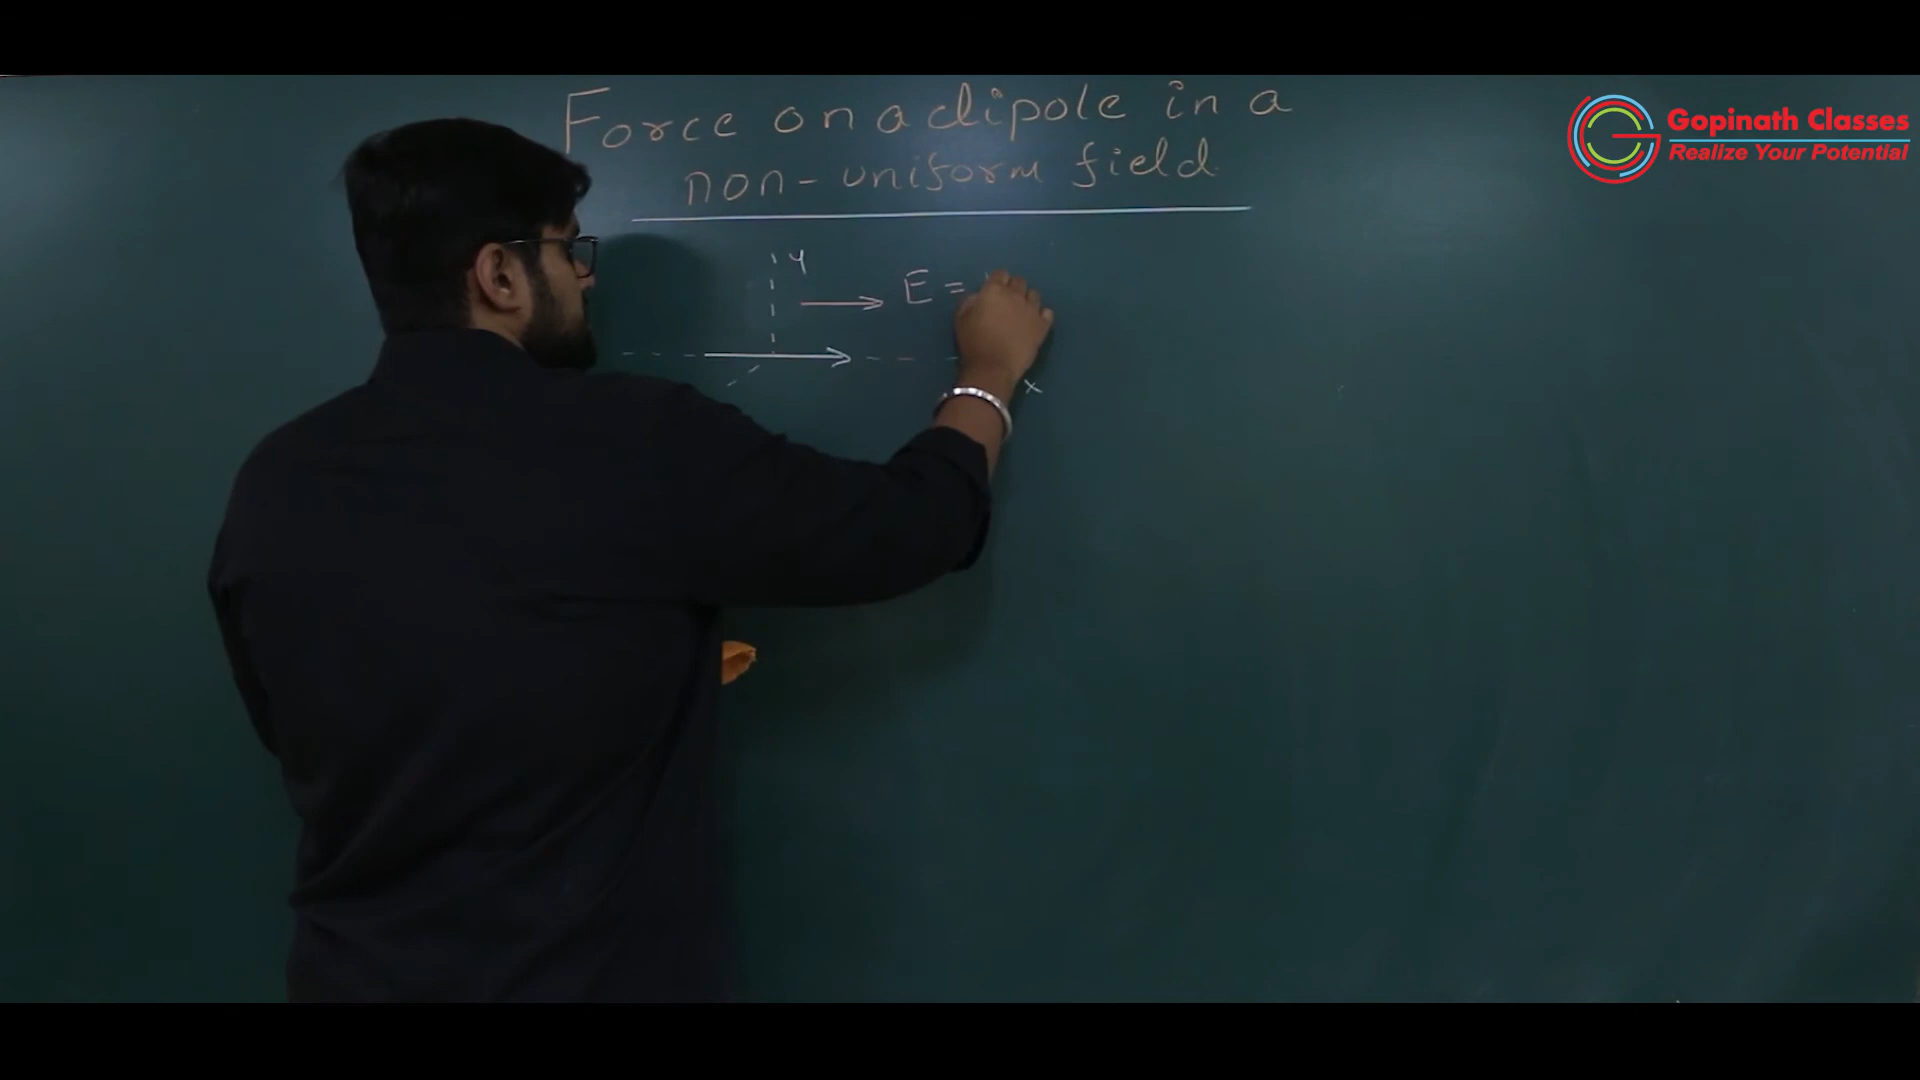 Force on a dipole in a
non-uniform field.
Gopinath Classes
Realize Your Potential
y
E =
x